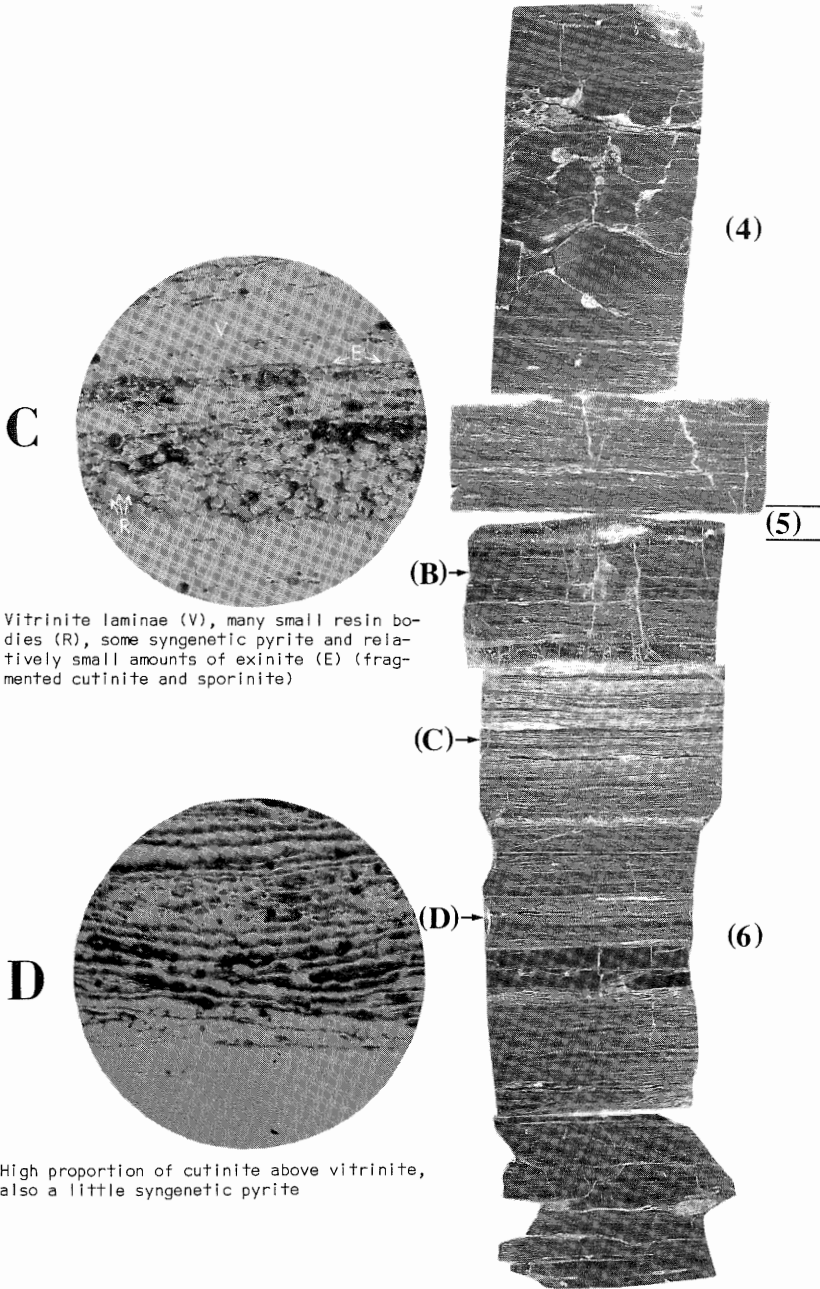 (4)
V
E
C
R
(5)
(B)
Vitrinite laminae (V), many small resin bo-
dies (R), some syngenetic pyrite and rela-
tively small amounts of exinite (E) (frag-
mented cutinite and sporinite)
(C)
(D)
(6)
D
High proportion of cutinite above vitrinite,
also a little syngenetic pyrite